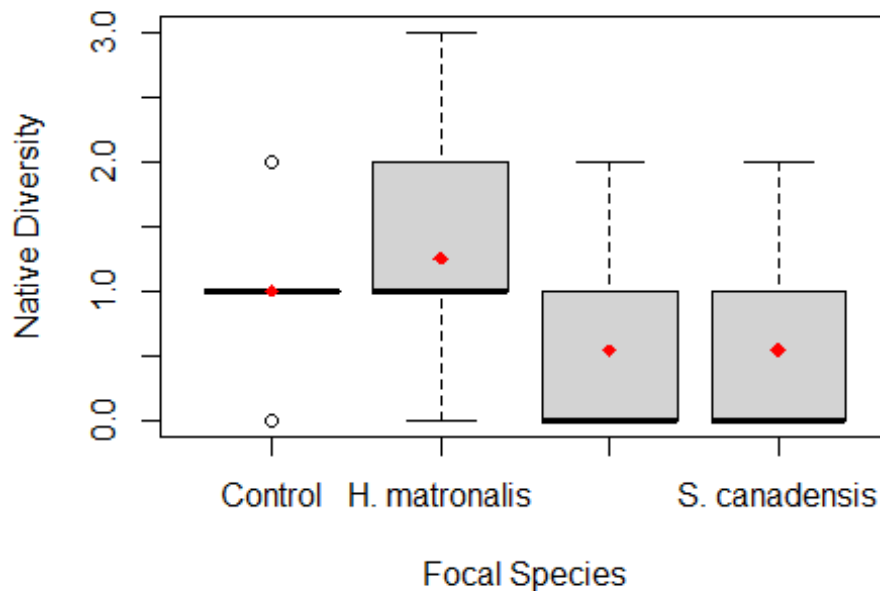 Native Diversity
3.0
2.0
1.0
0.0
Control H. matronalis S. canadensis
Focal Species